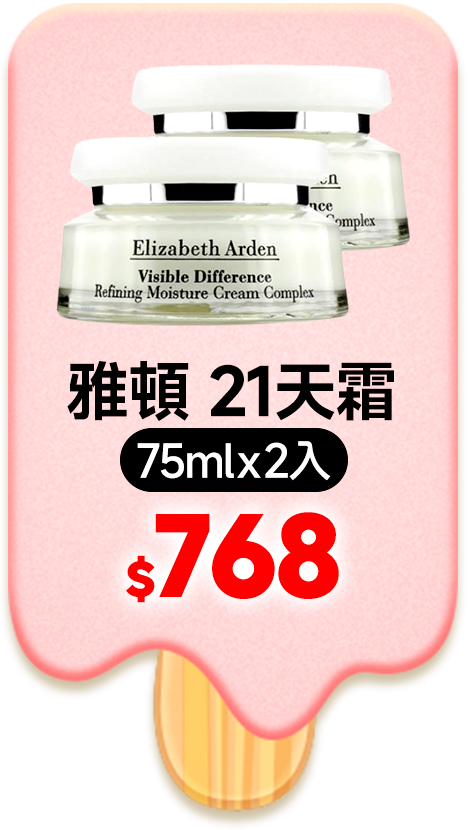 Elizabeth Arden
Visible Difference
Refining Moisture Cream Complex
Complex
雅頓 21天霜
75mlx2入
$768